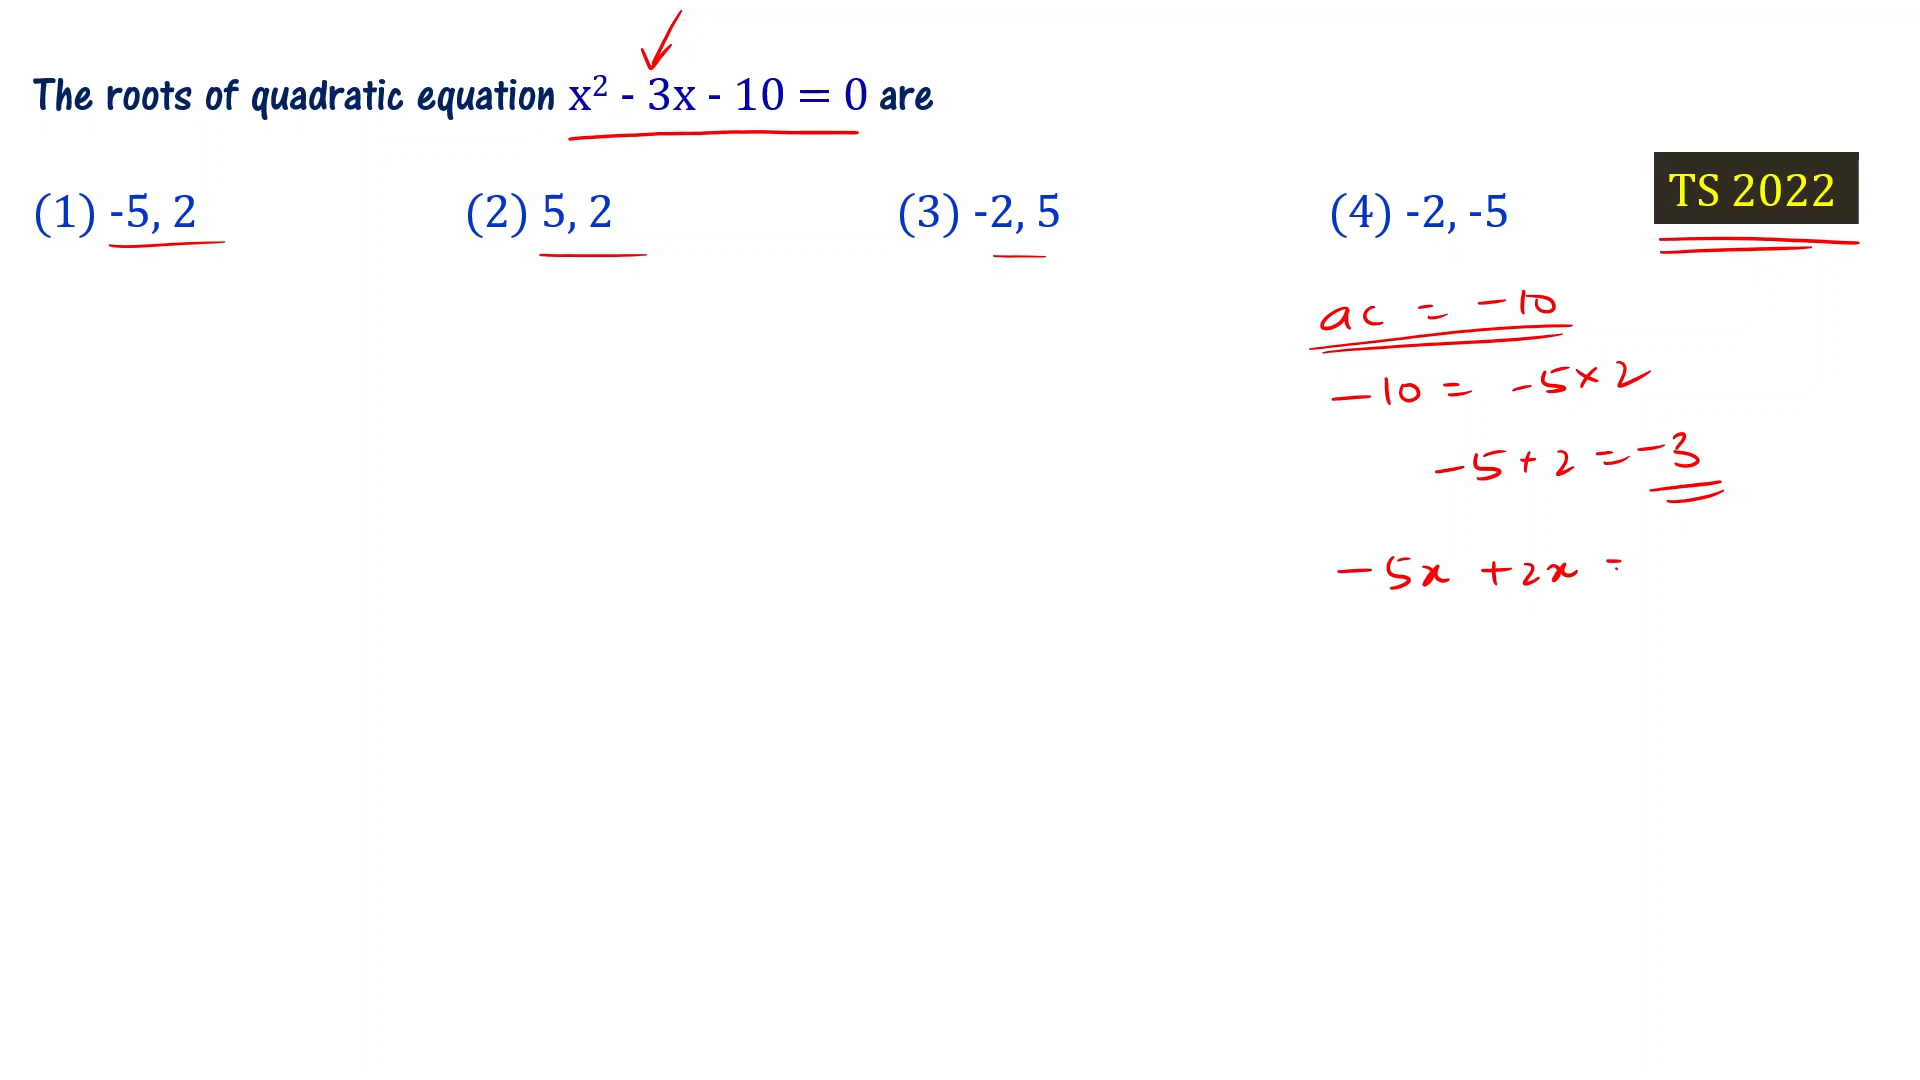 The roots of quadratic equation x² - 3x - 10 = 0 are
(1) -5, 2 (2) 5, 2 (3) -2, 5 (4) -2, -5
TS 2022
ac = -10
-10 = -5 × 2
-5 + 2 = -3
-5x + 2x =